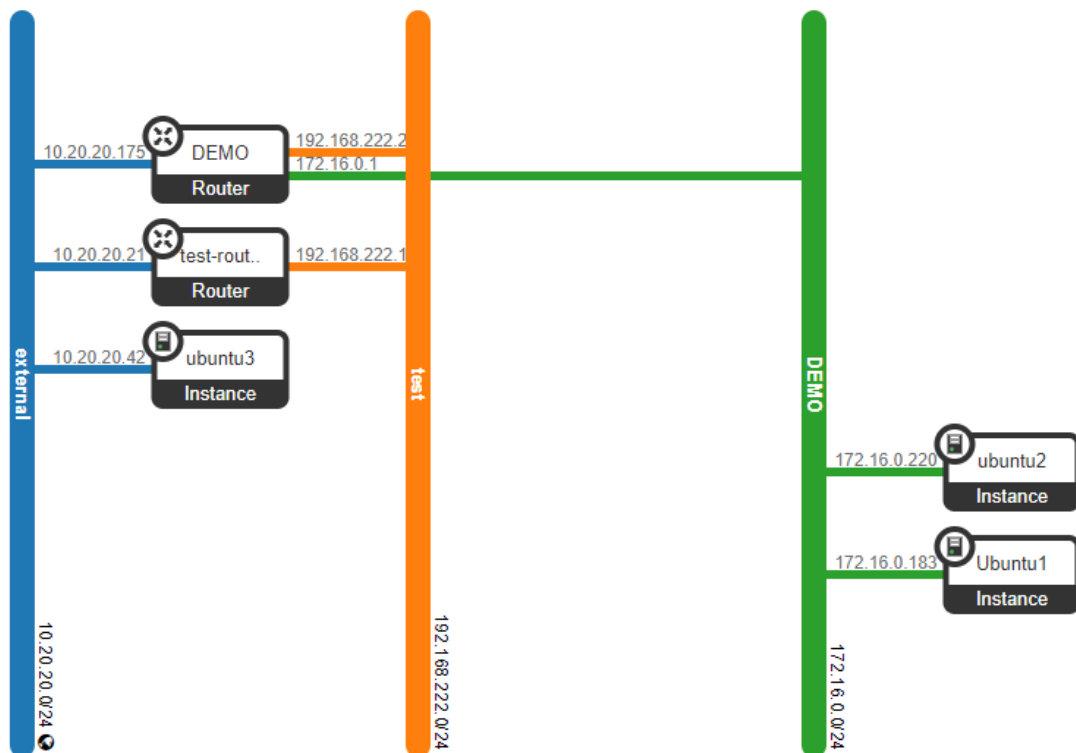 10.20.20.175
DEMO
Router
192.168.222.2
172.16.0.1
10.20.20.21
test-rout..
Router
192.168.222.1
10.20.20.42
ubuntu3
Instance
external
test
DEMO
172.16.0.220
ubuntu2
Instance
172.16.0.183
Ubuntu1
Instance
10.20.20.0/24
192.168.222.0/24
172.16.0.0/24